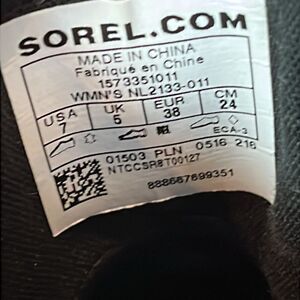 SOREL.COM
MADE IN CHINA
Fabriqué en Chine
1573351011
WMN'S NL2133-011
USA UK EUR CM
7 5 38 24
ECA-3
01503 PLN 0516 216
NTCCSR8T00127
888667699351